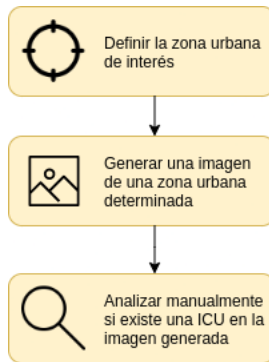 Definir la zona urbana
de interés
Generar una imagen
de una zona urbana
determinada
Analizar manualmente
si existe una ICU en la
imagen generada